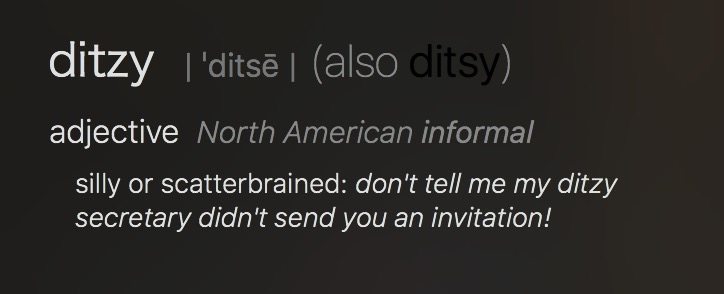 ditzy | 'ditsē | (also ditsy)
adjective North American informal
silly or scatterbrained: don't tell me my ditzy
secretary didn't send you an invitation!